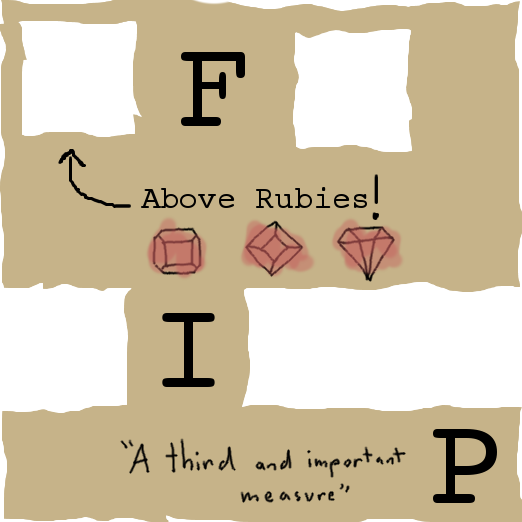 F
Above Rubies!
I
"A third and important
measure"
P